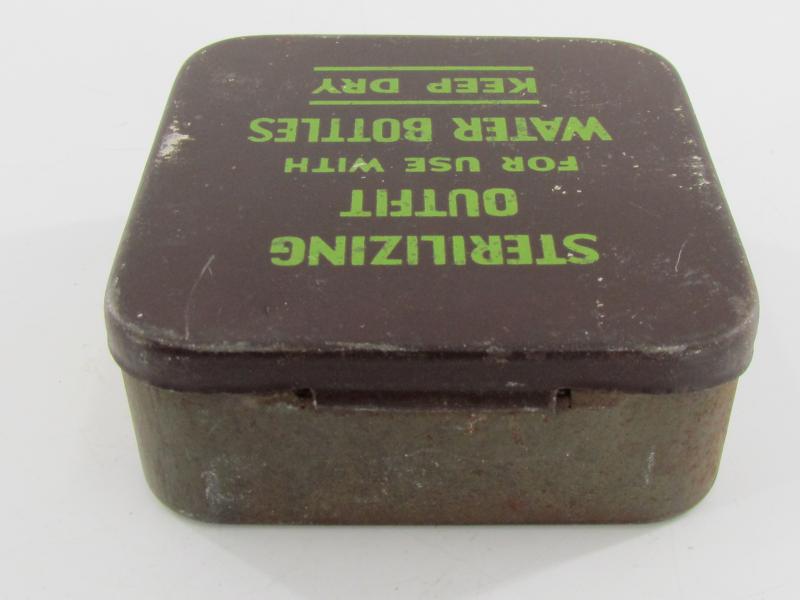 STERILIZING
OUTFIT
FOR USE WITH
WATER BOTTLES
KEEP DRY